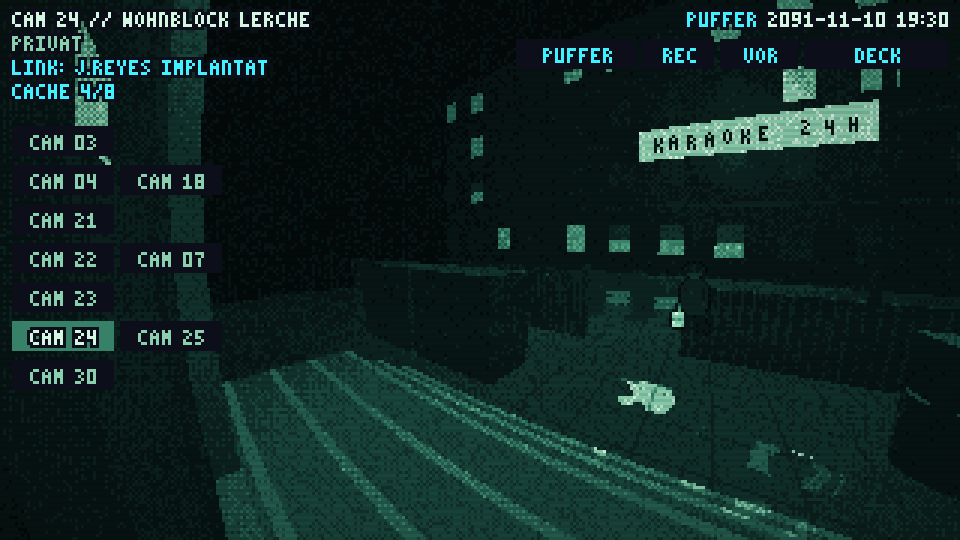 CAM 24 // WOHNBLOCK LERCHE
PUFFER 2091-11-10 19:30
PRIVAT
PUFFER REC VOR DECK
LINK: J.REYES IMPLANTAT
CACHE 4/8
KARAOKE 24H
CAM 03
CAM 04 CAM 18
CAM 21
CAM 22 CAM 07
CAM 23
CAM 24 CAM 25
CAM 30